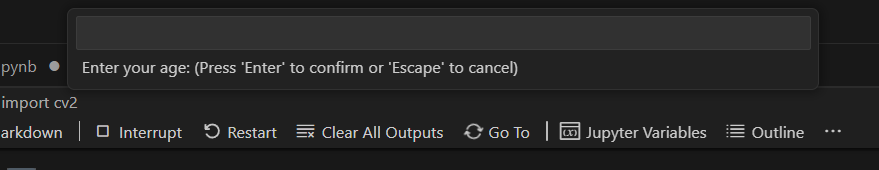 Enter your age: (Press 'Enter' to confirm or 'Escape' to cancel)
pynb
import cv2
arkdown Interrupt Restart Clear All Outputs Go To Jupyter Variables Outline ...